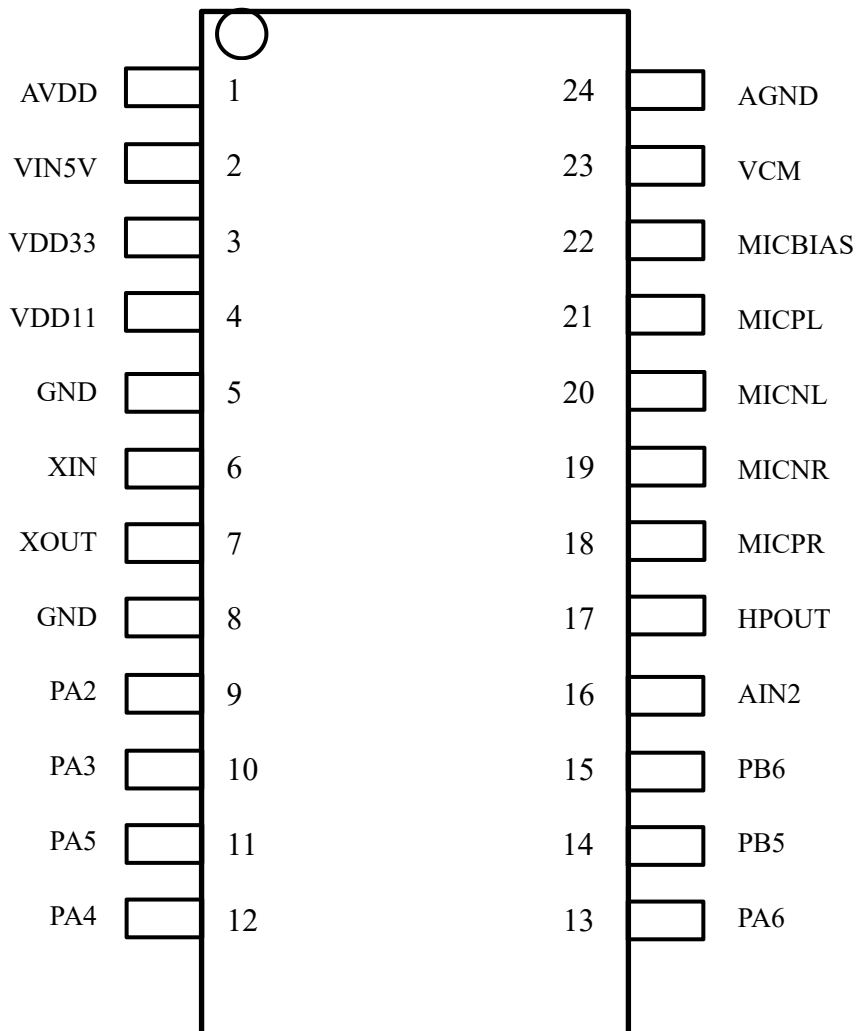 AVDD 1 24 AGND
VIN5V 2 23 VCM
VDD33 3 22 MICBIAS
VDD11 4 21 MICPL
GND 5 20 MICNL
XIN 6 19 MICNR
XOUT 7 18 MICPR
GND 8 17 HPOUT
PA2 9 16 AIN2
PA3 10 15 PB6
PA5 11 14 PB5
PA4 12 13 PA6